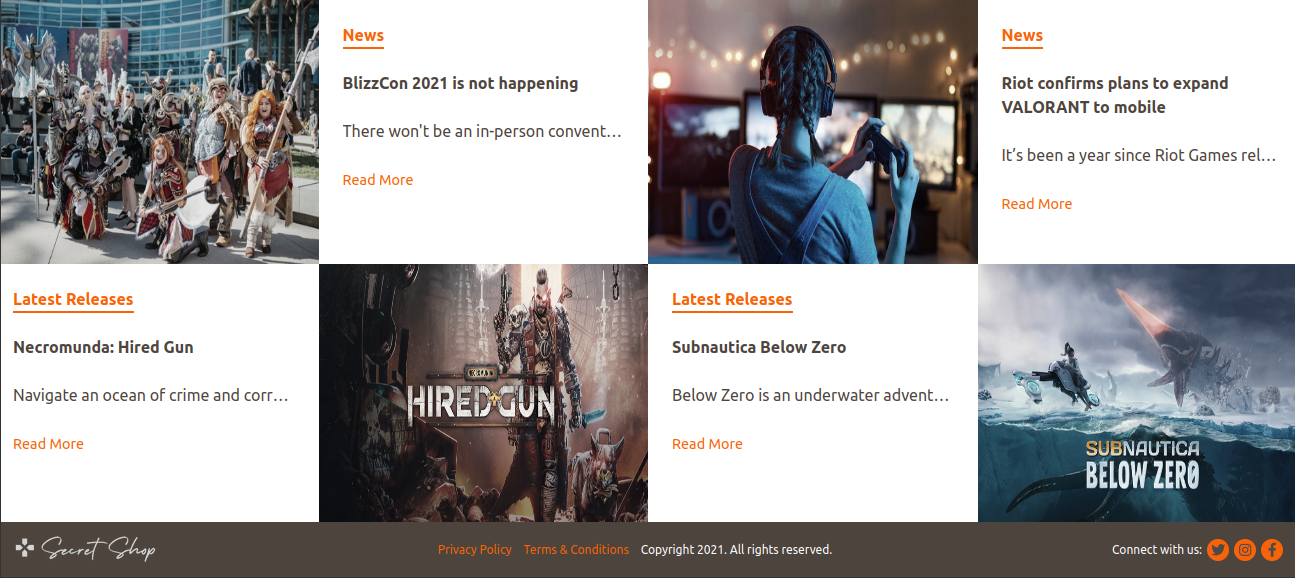 News
BlizzCon 2021 is not happening
There won't be an in-person convent…
Read More
News
Riot confirms plans to expand
VALORANT to mobile
It’s been a year since Riot Games rel…
Read More
Latest Releases
Necromunda: Hired Gun
Navigate an ocean of crime and corr…
Read More
HIRED GUN
Latest Releases
Subnautica Below Zero
Below Zero is an underwater advent…
Read More
SUBNAUTICA
BELOW ZERO
Secret Shop
Privacy Policy Terms & Conditions Copyright 2021. All rights reserved.
Connect with us: